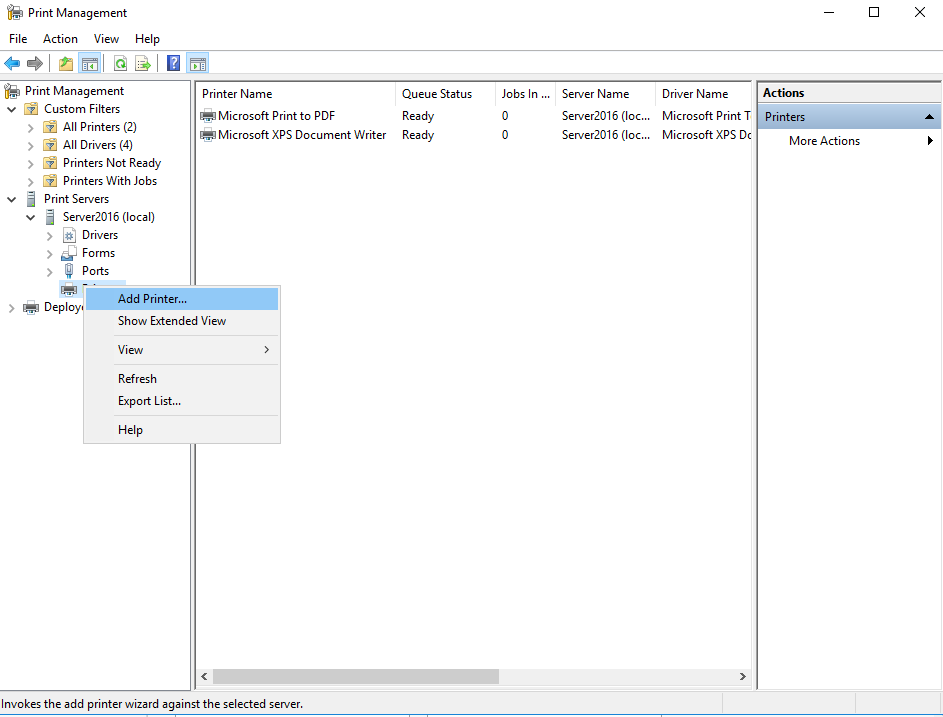 Print Management
File Action View Help
Print Management
Custom Filters
All Printers (2)
All Drivers (4)
Printers Not Ready
Printers With Jobs
Print Servers
Server2016 (local)
Drivers
Forms
Ports
Deploye
Add Printer...
Show Extended View
View
Refresh
Export List...
Help
Printer Name Queue Status Jobs In ... Server Name Driver Name
Microsoft Print to PDF Ready 0 Server2016 (loc... Microsoft Print T
Microsoft XPS Document Writer Ready 0 Server2016 (loc... Microsoft XPS Do
Actions
Printers
More Actions
Invokes the add printer wizard against the selected server.